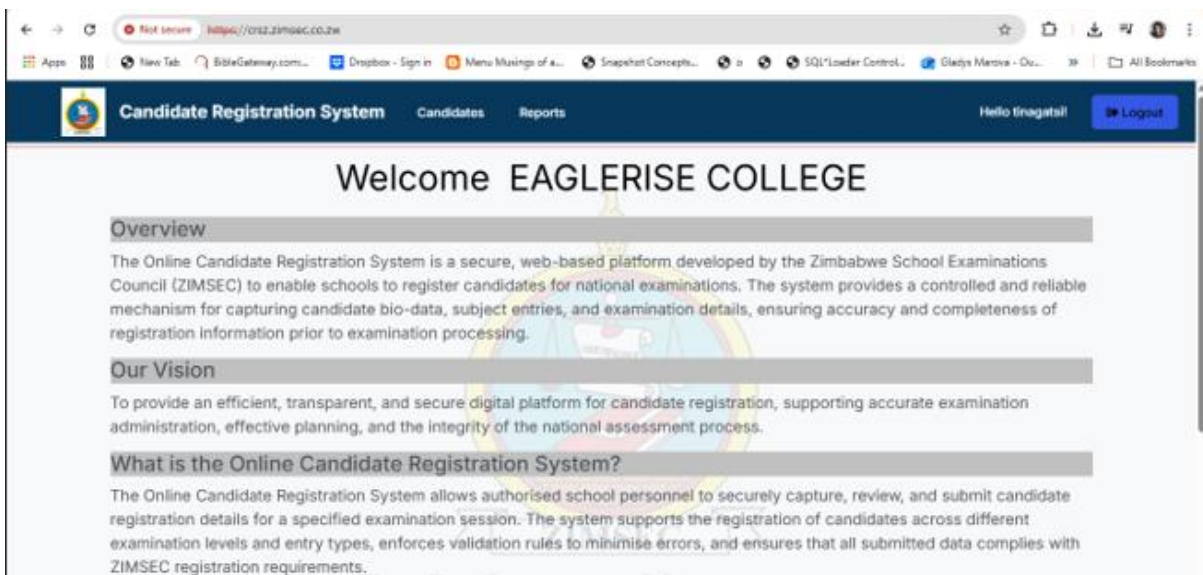 Not secure https://crsz.zimsec.co.zw
Apps New Tab BibleGateway.com... Dropbox - Sign in Menu Musings of a... Snapshot Concepts... SQL*Loader Control... Gladys Marova - Ou... All Bookmarks
Candidate Registration System Candidates Reports Hello tinagatsil! Logout
Welcome EAGLERISE COLLEGE
Overview
The Online Candidate Registration System is a secure, web-based platform developed by the Zimbabwe School Examinations
Council (ZIMSEC) to enable schools to register candidates for national examinations. The system provides a controlled and reliable
mechanism for capturing candidate bio-data, subject entries, and examination details, ensuring accuracy and completeness of
registration information prior to examination processing.
Our Vision
To provide an efficient, transparent, and secure digital platform for candidate registration, supporting accurate examination
administration, effective planning, and the integrity of the national assessment process.
What is the Online Candidate Registration System?
The Online Candidate Registration System allows authorised school personnel to securely capture, review, and submit candidate
registration details for a specified examination session. The system supports the registration of candidates across different
examination levels and entry types, enforces validation rules to minimise errors, and ensures that all submitted data complies with
ZIMSEC registration requirements.
ZIMSEC